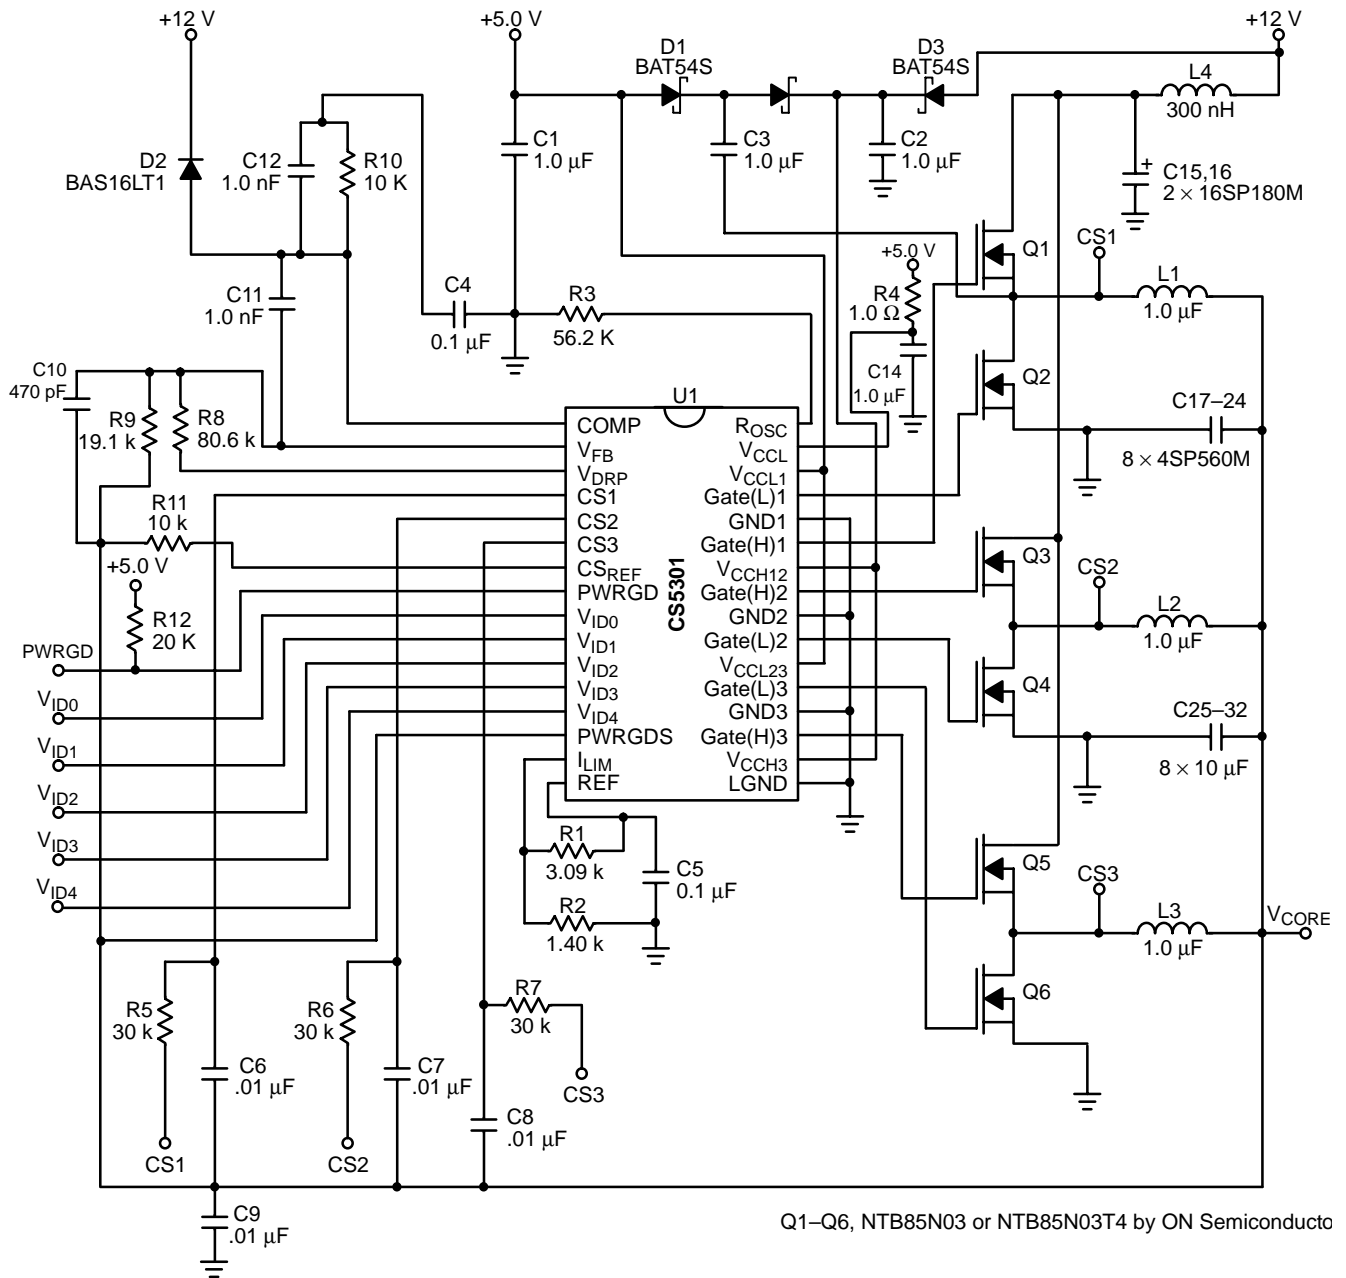 +12 V
+5.0 V
+12 V
D1
BAT54S
D3
BAT54S
L4
300 nH
D2
BAS16LT1
C12
1.0 nF
R10
10 K
C1
1.0 μF
C3
1.0 μF
C2
1.0 μF
+
C15,16
2 × 16SP180M
C11
1.0 nF
C4
0.1 μF
R3
56.2 K
+5.0 V
R4
1.0 Ω
C14
1.0 μF
Q1
CS1
L1
1.0 μF
C10
470 pF
R9
19.1 k
R8
80.6 k
Q2
C17–24
8 × 4SP560M
U1
CS5301
COMP
VFB
VDRP
CS1
CS2
CS3
CSREF
PWRGD
VID0
VID1
VID2
VID3
VID4
PWRGDS
ILIM
REF
ROSC
VCCL
VCCL1
Gate(L)1
GND1
Gate(H)1
VCCH12
Gate(H)2
GND2
Gate(L)2
VCCL23
Gate(L)3
GND3
Gate(H)3
VCCH3
LGND
R11
10 k
+5.0 V
R12
20 K
PWRGD
VID0
VID1
VID2
VID3
VID4
Q3
CS2
L2
1.0 μF
Q4
C25–32
8 × 10 μF
R1
3.09 k
R2
1.40 k
C5
0.1 μF
Q5
CS3
L3
1.0 μF
VCORE
Q6
R5
30 k
R6
30 k
R7
30 k
C6
.01 μF
C7
.01 μF
CS3
C8
.01 μF
CS1
CS2
C9
.01 μF
Q1–Q6, NTB85N03 or NTB85N03T4 by ON Semiconducto